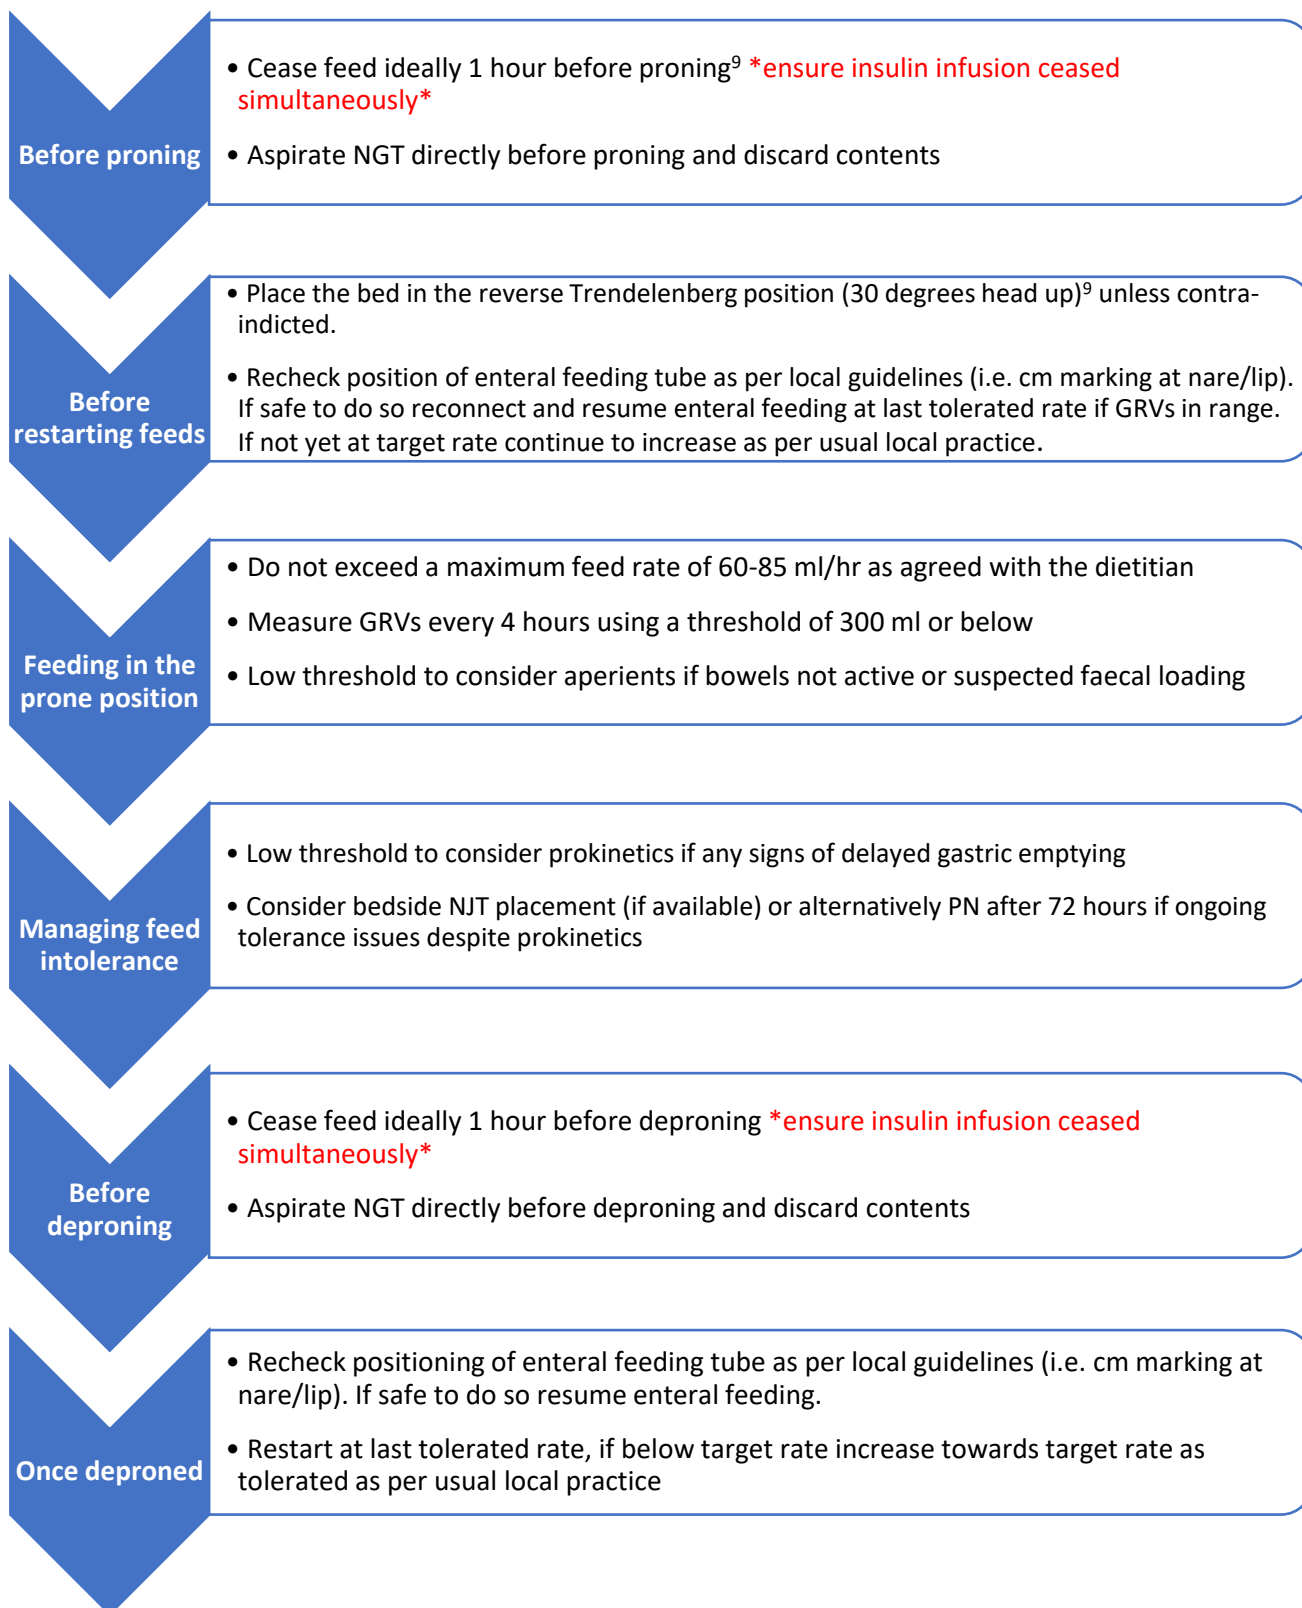 Before proning
• Cease feed ideally 1 hour before proning⁹ *ensure insulin infusion ceased
simultaneously*
• Aspirate NGT directly before proning and discard contents
Before
restarting feeds
• Place the bed in the reverse Trendelenberg position (30 degrees head up)⁹ unless contra-
indicted.
• Recheck position of enteral feeding tube as per local guidelines (i.e. cm marking at nare/lip).
If safe to do so reconnect and resume enteral feeding at last tolerated rate if GRVs in range.
If not yet at target rate continue to increase as per usual local practice.
Feeding in the
prone position
• Do not exceed a maximum feed rate of 60-85 ml/hr as agreed with the dietitian
• Measure GRVs every 4 hours using a threshold of 300 ml or below
• Low threshold to consider aperients if bowels not active or suspected faecal loading
Managing feed
intolerance
• Low threshold to consider prokinetics if any signs of delayed gastric emptying
• Consider bedside NJT placement (if available) or alternatively PN after 72 hours if ongoing
tolerance issues despite prokinetics
Before
deproning
• Cease feed ideally 1 hour before deproning *ensure insulin infusion ceased
simultaneously*
• Aspirate NGT directly before deproning and discard contents
Once deproned
• Recheck positioning of enteral feeding tube as per local guidelines (i.e. cm marking at
nare/lip). If safe to do so resume enteral feeding.
• Restart at last tolerated rate, if below target rate increase towards target rate as
tolerated as per usual local practice